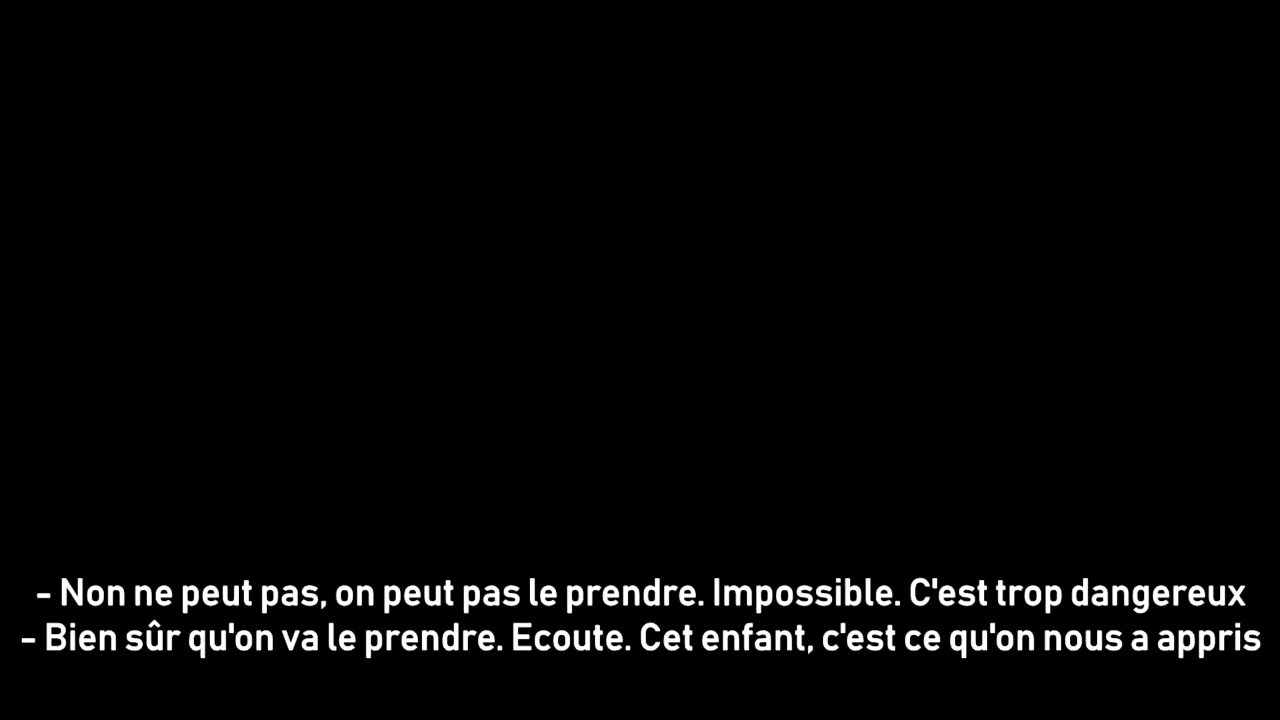 - Non ne peut pas, on peut pas le prendre. Impossible. C'est trop dangereux
- Bien sûr qu'on va le prendre. Ecoute. Cet enfant, c'est ce qu'on nous a appris